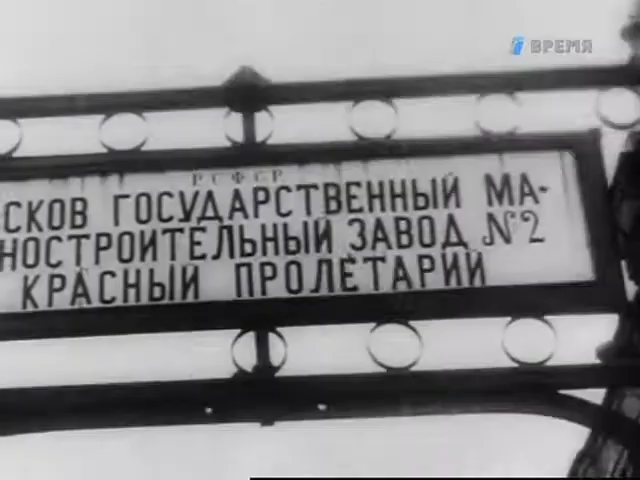 ВРЕМЯ
РСФСР
СКОВ ГОСУДАРСТВЕННЫЙ МА-
НОСТРОИТЕЛЬНЫЙ ЗАВОД №2
КРАСНЫЙ ПРОЛЕТАРИЙ